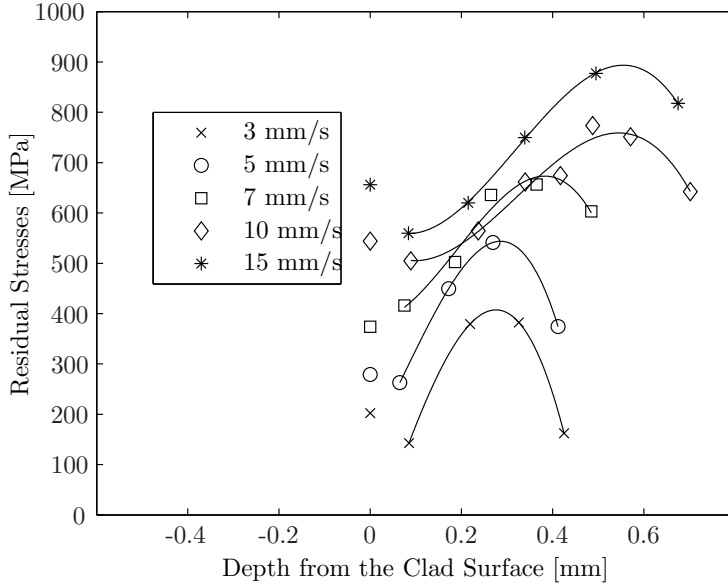 1000
900
800
700
600
500
400
300
200
100
0
Residual Stresses [MPa]
3 mm/s
5 mm/s
7 mm/s
10 mm/s
15 mm/s
-0.4 -0.2 0 0.2 0.4 0.6
Depth from the Clad Surface [mm]